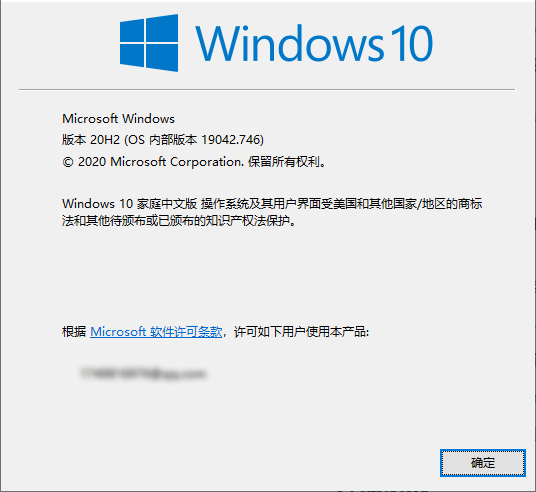 Windows 10
Microsoft Windows
版本 20H2 (OS 内部版本 19042.746)
© 2020 Microsoft Corporation. 保留所有权利。
Windows 10 家庭中文版 操作系统及其用户界面受美国和其他国家/地区的商标
法和其他待颁布或已颁布的知识产权法保护。
根据 Microsoft 软件许可条款，许可如下用户使用本产品:
确定